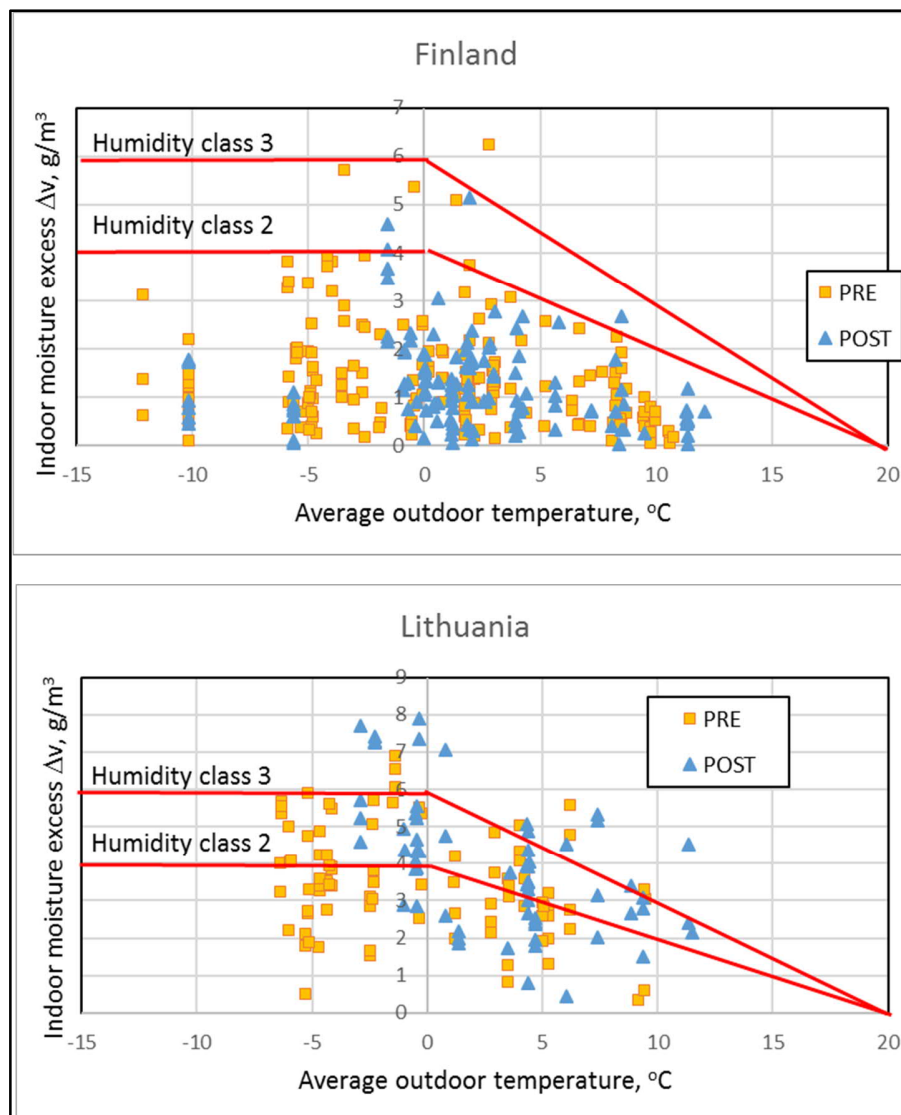 Finland
7
6
5
4
3
2
1
0
Humidity class 3
Humidity class 2
PRE
POST
Indoor moisture excess Δv, g/m³
-15
-10
-5
0
5
10
15
20
Average outdoor temperature, °C
Lithuania
9
8
7
6
5
4
3
2
1
0
PRE
POST
Humidity class 3
Humidity class 2
Indoor moisture excess Δv, g/m³
-15
-10
-5
0
5
10
15
20
Average outdoor temperature, °C